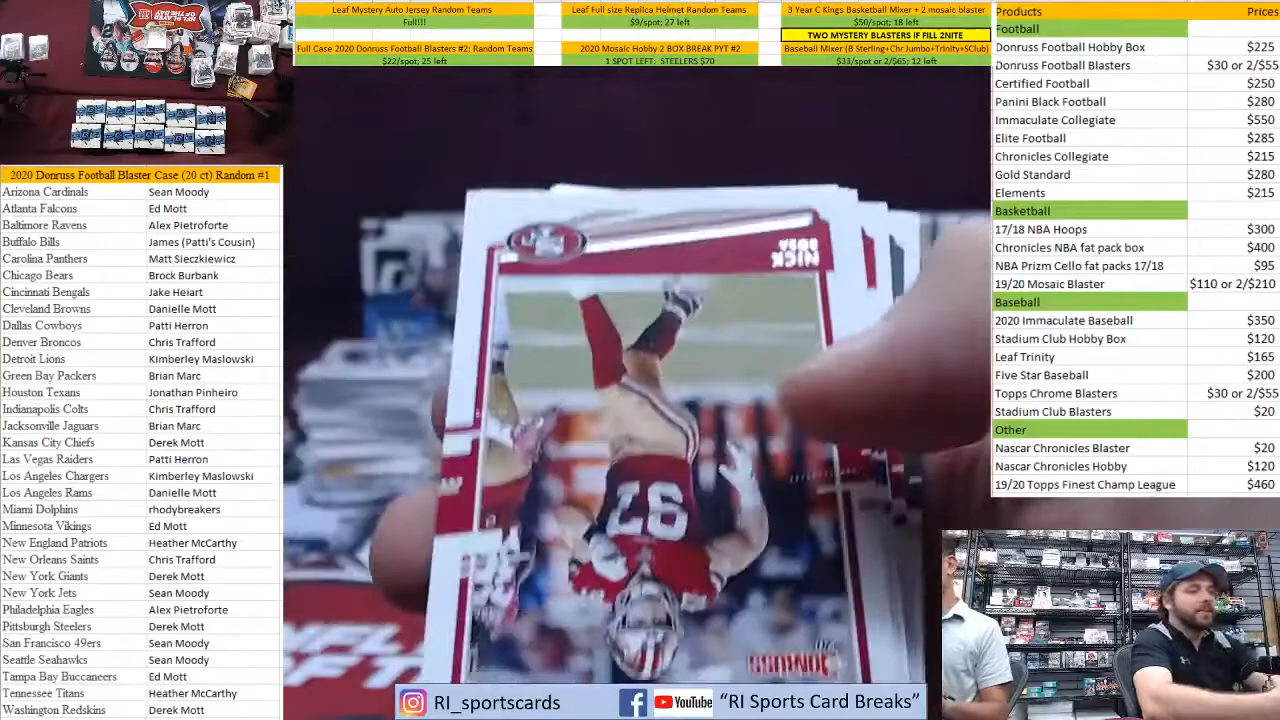 Leaf Mystery Auto Jersey Random Teams
Full!!!
Leaf Full size Replica Helmet Random Teams
$9/spot; 27 left
3 Year C Kings Basketball Mixer + 2 mosaic blaster
$50/spot; 18 left
TWO MYSTERY BLASTERS IF FILL 2NITE
Full Case 2020 Donruss Football Blasters #2; Random Teams
$22/spot; 25 left
2020 Mosaic Hobby 2 BOX BREAK PYT #2
1 SPOT LEFT: STEELERS $70
Baseball Mixer (B Sterling+Chr Jumbo+Trinity+SClub)
$33/spot or 2/$65; 12 left
Products Prices
Football
Donruss Football Hobby Box $225
Donruss Football Blasters $30 or 2/$55
Certified Football $250
Panini Black Football $280
Immaculate Collegiate $550
Elite Football $285
Chronicles Collegiate $215
Gold Standard $280
Elements $215
Basketball
17/18 NBA Hoops $300
Chronicles NBA fat pack box $400
NBA Prizm Cello fat packs 17/18 $95
19/20 Mosaic Blaster $110 or 2/$210
Baseball
2020 Immaculate Baseball $350
Stadium Club Hobby Box $120
Leaf Trinity $165
Five Star Baseball $200
Topps Chrome Blasters $30 or 2/$55
Stadium Club Blasters $20
Other
Nascar Chronicles Blaster $20
Nascar Chronicles Hobby $120
19/20 Topps Finest Champ League $460
2020 Donruss Football Blaster Case (20 ct) Random #1
Arizona Cardinals Sean Moody
Atlanta Falcons Ed Mott
Baltimore Ravens Alex Pietroforte
Buffalo Bills James (Patti's Cousin)
Carolina Panthers Matt Sieczkiewicz
Chicago Bears Brock Burbank
Cincinnati Bengals Jake Heiart
Cleveland Browns Danielle Mott
Dallas Cowboys Patti Herron
Denver Broncos Chris Trafford
Detroit Lions Kimberley Maslowski
Green Bay Packers Brian Marc
Houston Texans Jonathan Pinheiro
Indianapolis Colts Chris Trafford
Jacksonville Jaguars Brian Marc
Kansas City Chiefs Derek Mott
Las Vegas Raiders Patti Herron
Los Angeles Chargers Kimberley Maslowski
Los Angeles Rams Danielle Mott
Miami Dolphins rhodybreakers
Minnesota Vikings Ed Mott
New England Patriots Heather McCarthy
New Orleans Saints Chris Trafford
New York Giants Derek Mott
New York Jets Sean Moody
Philadelphia Eagles Alex Pietroforte
Pittsburgh Steelers Derek Mott
San Francisco 49ers Sean Moody
Seattle Seahawks Sean Moody
Tampa Bay Buccaneers Ed Mott
Tennessee Titans Heather McCarthy
Washington Redskins Derek Mott
NICK
BOSA
97
DONRUSS
RI_sportscards
YouTube
"RI Sports Card Breaks"